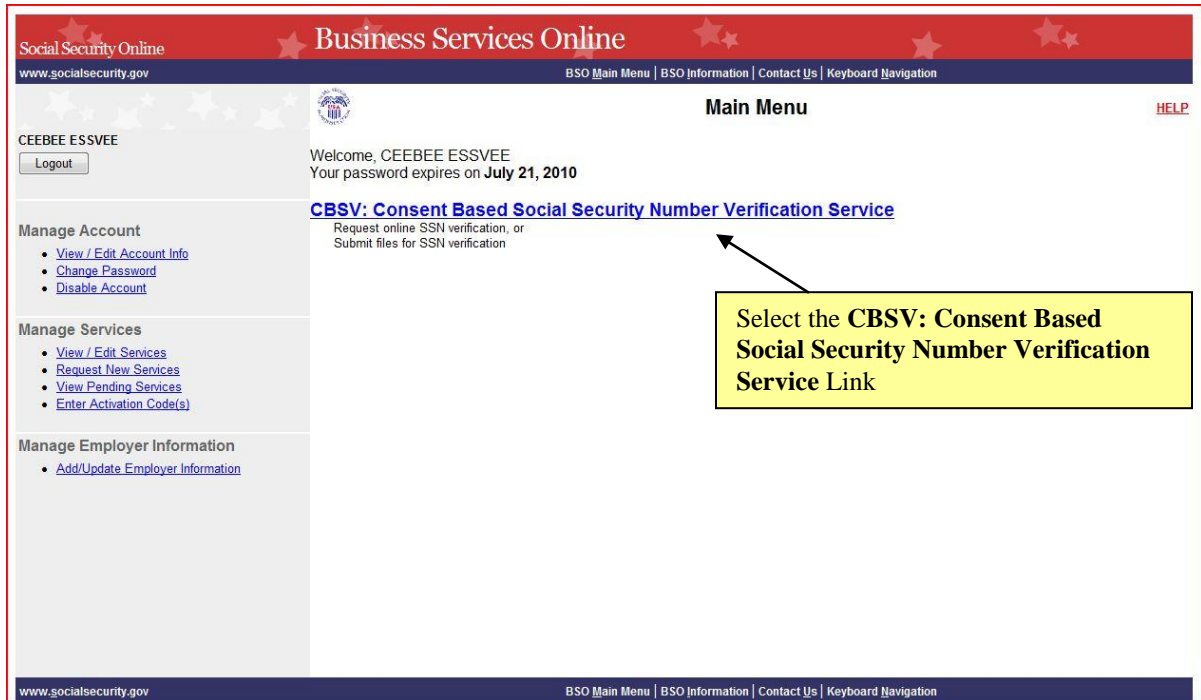 Social Security Online
Business Services Online
www.socialsecurity.gov
BSO Main Menu | BSO Information | Contact Us | Keyboard Navigation
Main Menu
HELP
CEEBEE ESSVEE
Logout
Welcome, CEEBEE ESSVEE
Your password expires on July 21, 2010
CBSV: Consent Based Social Security Number Verification Service
Request online SSN verification, or
Submit files for SSN verification
Manage Account
View / Edit Account Info
Change Password
Disable Account
Manage Services
View / Edit Services
Request New Services
View Pending Services
Enter Activation Code(s)
Manage Employer Information
Add/Update Employer Information
Select the CBSV: Consent Based
Social Security Number Verification
Service Link
www.socialsecurity.gov
BSO Main Menu | BSO Information | Contact Us | Keyboard Navigation